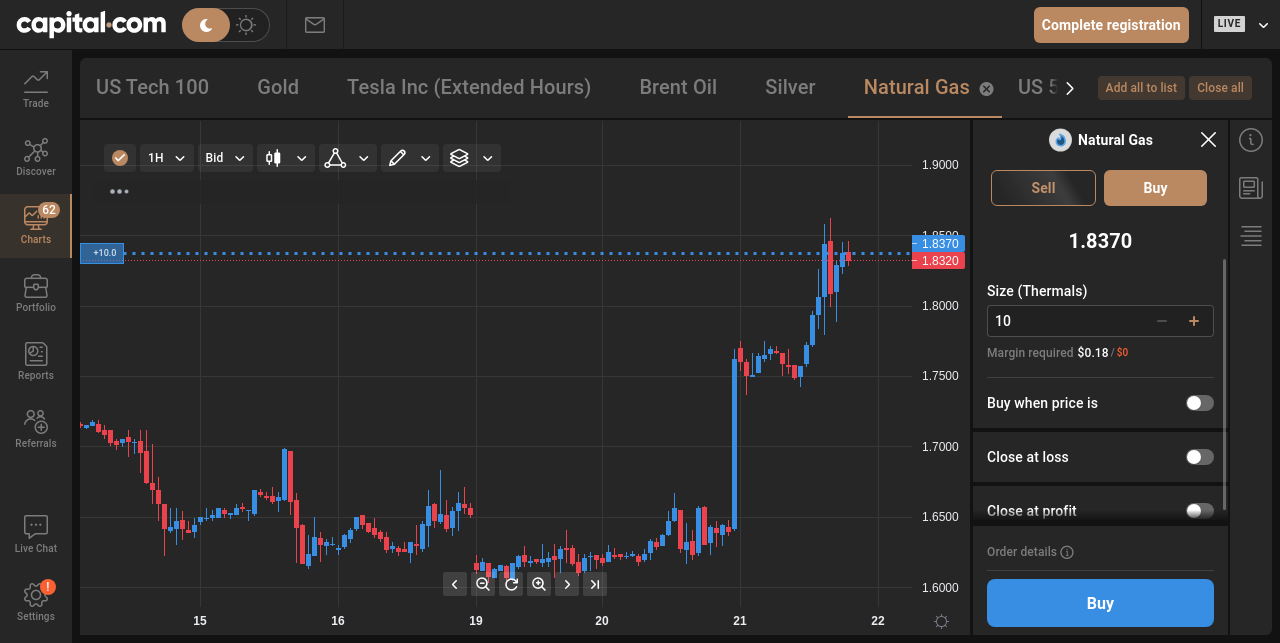 capital.com
Complete registration
LIVE
Trade
Discover
62
Charts
Portfolio
Reports
Referrals
Live Chat
!
Settings
US Tech 100
Gold
Tesla Inc (Extended Hours)
Brent Oil
Silver
Natural Gas
US 5
Add all to list
Close all
1H
Bid
+10.0
1.9000
1.8500
1.8370
1.8320
1.8000
1.7500
1.7000
1.6500
1.6000
15
16
19
20
21
22
Natural Gas
Sell
Buy
1.8370
Size (Thermals)
10
Margin required $0.18 / $0
Buy when price is
Close at loss
Close at profit
Order details
Buy